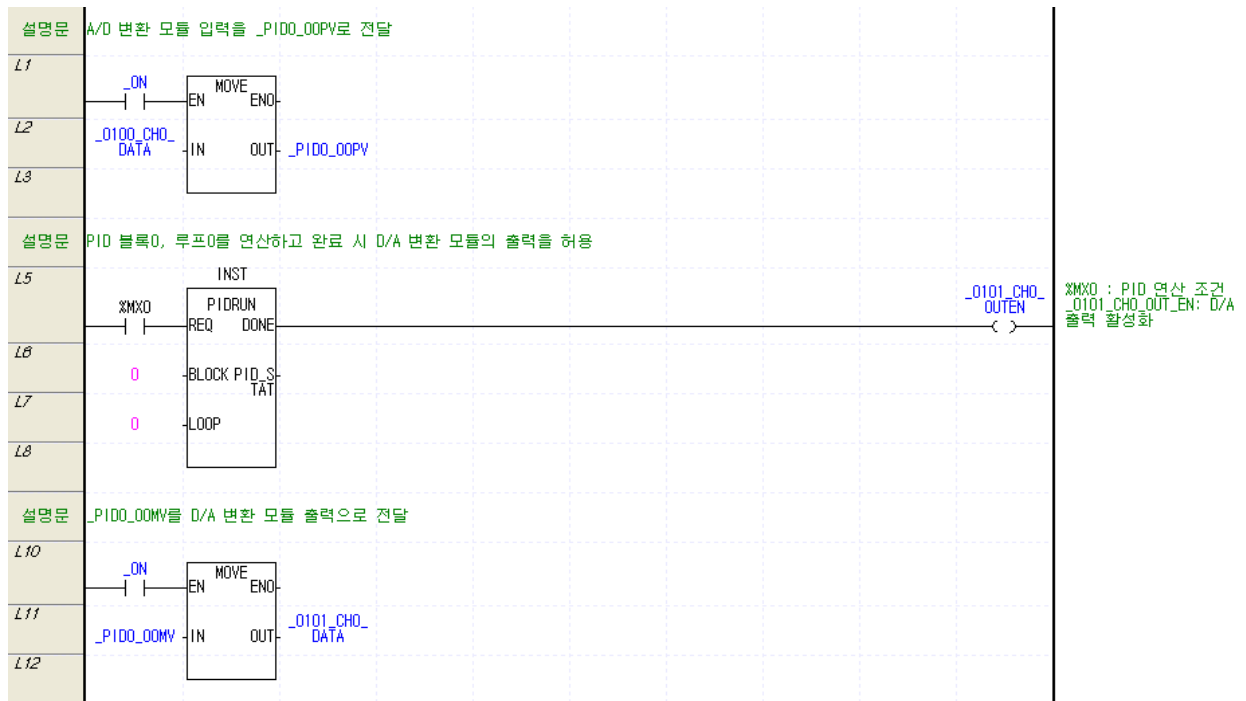 설명문 A/D 변환 모듈 입력을 _PID0_00PV로 전달
L1
_ON
MOVE
EN ENO
L2
_0100_CH0_
DATA
IN OUT _PID0_00PV
L3
설명문 PID 블록0, 루프0를 연산하고 완료 시 D/A 변환 모듈의 출력을 허용
L5
INST
%MX0
PIDRUN
REQ DONE
_0101_CH0_
OUTEN
%MX0 : PID 연산 조건
_0101_CH0_OUT_EN: D/A
출력 활성화
L6
0 BLOCK PID_S
TAT
L7
0 LOOP
L8
설명문 _PID0_00MV를 D/A 변환 모듈 출력으로 전달
L10
_ON
MOVE
EN ENO
L11
_PID0_00MV IN OUT
_0101_CH0_
DATA
L12